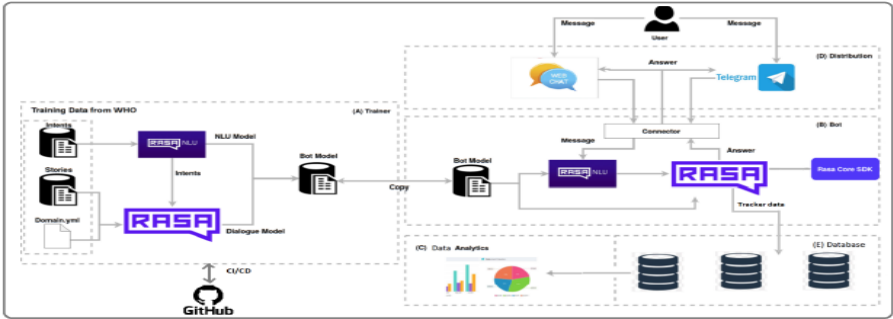 Message
User
Message
(D) Distribution
Answer
WEB
CHAT
Telegram
Training Data from WHO
(A) Trainer
Intents
RASA NLU
NLU Model
Intents
Stories
Domain.yml
RASA
Dialogue Model
Bot Model
Copy
CI/CD
GitHub
Connector
(B) Bot
Message
Answer
Bot Model
RASA NLU
RASA
Rasa Core SDK
Tracker data
(C) Data Analytics
(E) Database